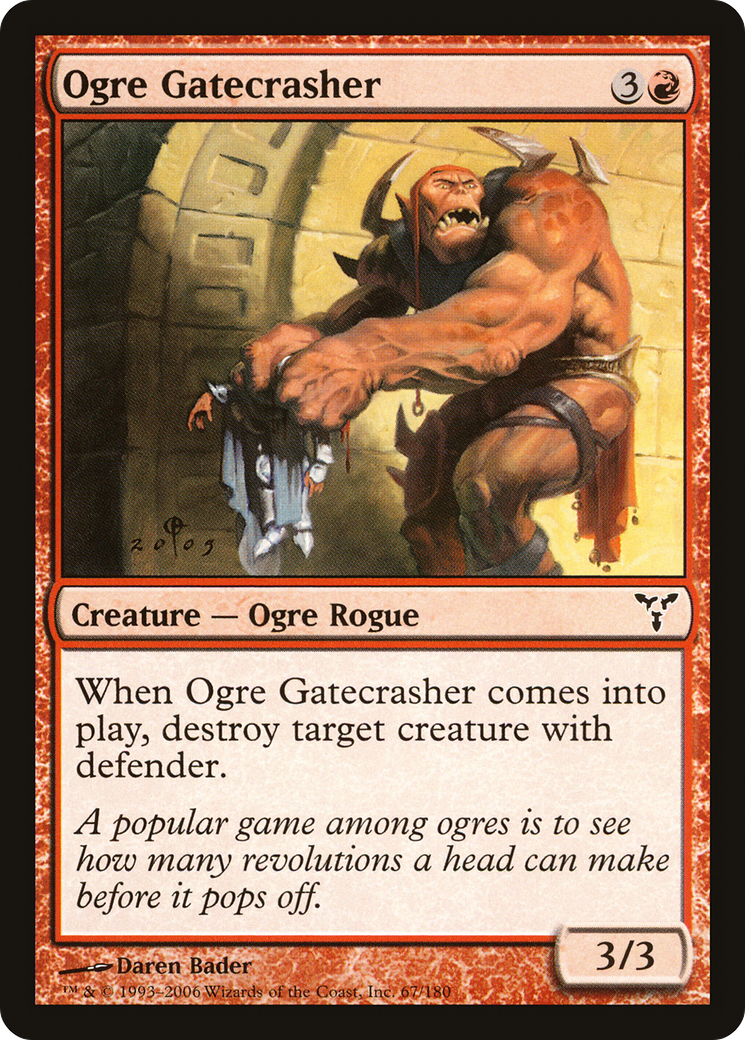 Ogre Gatecrasher 3
2005
Creature — Ogre Rogue
When Ogre Gatecrasher comes into
play, destroy target creature with
defender.
A popular game among ogres is to see
how many revolutions a head can make
before it pops off.
3/3
Daren Bader
™ & © 1993–2006 Wizards of the Coast, Inc. 67/180